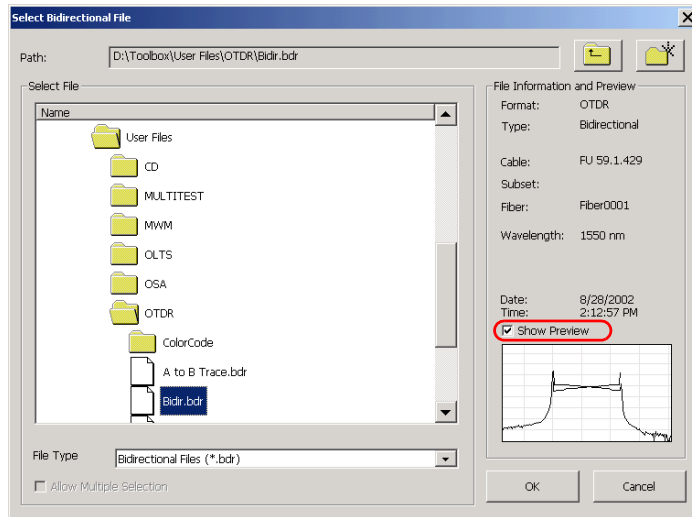 Select Bidirectional File
Path: D:\Toolbox\User Files\OTDR\Bidir.bdr
Select File
Name
User Files
CD
MULTITEST
MWM
OLTS
OSA
OTDR
ColorCode
A to B Trace.bdr
Bidir.bdr
File Type Bidirectional Files (*.bdr)
Allow Multiple Selection
File Information and Preview
Format: OTDR
Type: Bidirectional
Cable: FU 59.1.429
Subset:
Fiber: Fiber0001
Wavelength: 1550 nm
Date: 8/28/2002
Time: 2:12:57 PM
Show Preview
OK Cancel